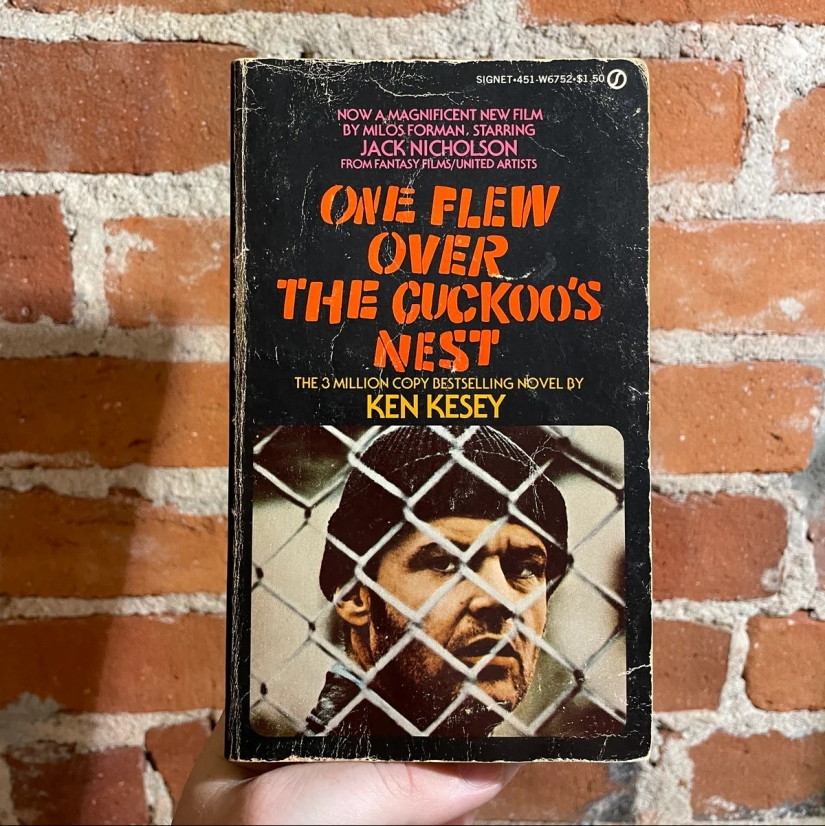 SIGNET•451-W6752•$1.50
NOW A MAGNIFICENT NEW FILM
BY MILOS FORMAN, STARRING
JACK NICHOLSON
FROM FANTASY FILMS/UNITED ARTISTS
ONE FLEW
OVER
THE CUCKOO'S
NEST
THE 3 MILLION COPY BESTSELLING NOVEL BY
KEN KESEY